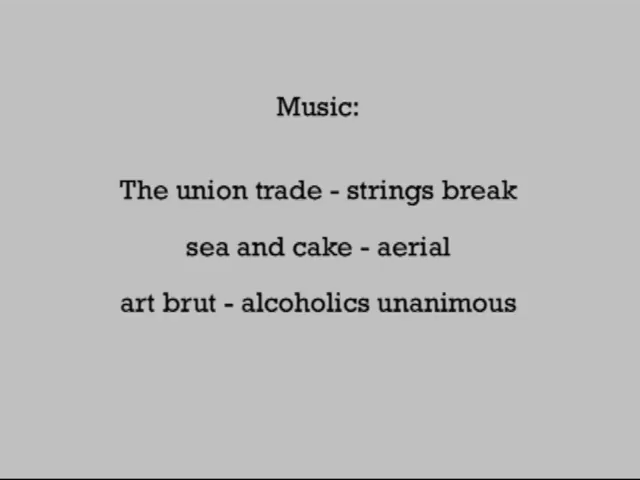 Music:
The union trade - strings break
sea and cake - aerial
art brut - alcoholics unanimous